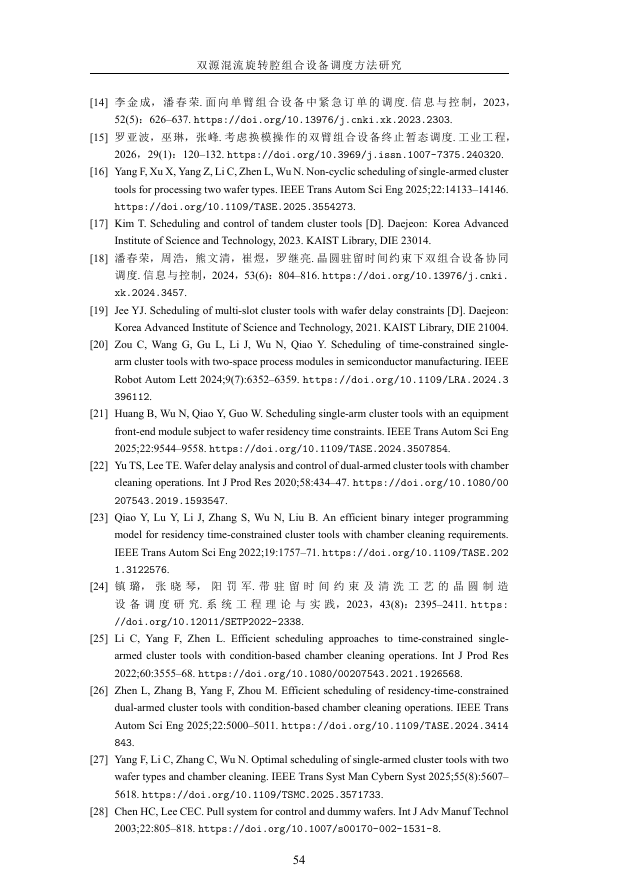 双源混流旋转腔组合设备调度方法研究
[14] 李金成，潘春荣. 面向单臂组合设备中紧急订单的调度. 信息与控制，2023，
52(5)：626–637. https://doi.org/10.13976/j.cnki.xk.2023.2303.
[15] 罗亚波，巫琳，张峰. 考虑换模操作的双臂组合设备终止暂态调度. 工业工程，
2026，29(1)：120–132. https://doi.org/10.3969/j.issn.1007-7375.240320.
[16] Yang F, Xu X, Yang Z, Li C, Zhen L, Wu N. Non-cyclic scheduling of single-armed cluster
tools for processing two wafer types. IEEE Trans Autom Sci Eng 2025;22:14133–14146.
https://doi.org/10.1109/TASE.2025.3554273.
[17] Kim T. Scheduling and control of tandem cluster tools [D]. Daejeon: Korea Advanced
Institute of Science and Technology, 2023. KAIST Library, DIE 23014.
[18] 潘春荣，周浩，熊文清，崔煜，罗继亮. 晶圆驻留时间约束下双组合设备协同
调度. 信息与控制，2024，53(6)：804–816. https://doi.org/10.13976/j.cnki.
xk.2024.3457.
[19] Jee YJ. Scheduling of multi-slot cluster tools with wafer delay constraints [D]. Daejeon:
Korea Advanced Institute of Science and Technology, 2021. KAIST Library, DIE 21004.
[20] Zou C, Wang G, Gu L, Li J, Wu N, Qiao Y. Scheduling of time-constrained single-
arm cluster tools with two-space process modules in semiconductor manufacturing. IEEE
Robot Autom Lett 2024;9(7):6352–6359. https://doi.org/10.1109/LRA.2024.3
396112.
[21] Huang B, Wu N, Qiao Y, Guo W. Scheduling single-arm cluster tools with an equipment
front-end module subject to wafer residency time constraints. IEEE Trans Autom Sci Eng
2025;22:9544–9558. https://doi.org/10.1109/TASE.2024.3507854.
[22] Yu TS, Lee TE. Wafer delay analysis and control of dual-armed cluster tools with chamber
cleaning operations. Int J Prod Res 2020;58:434–47. https://doi.org/10.1080/00
207543.2019.1593547.
[23] Qiao Y, Lu Y, Li J, Zhang S, Wu N, Liu B. An efficient binary integer programming
model for residency time-constrained cluster tools with chamber cleaning requirements.
IEEE Trans Autom Sci Eng 2022;19:1757–71. https://doi.org/10.1109/TASE.202
1.3122576.
[24] 镇璐，张晓琴，阳罚军. 带驻留时间约束及清洗工艺的晶圆制造
设备调度研究. 系统工程理论与实践，2023，43(8)：2395–2411. https:
//doi.org/10.12011/SETP2022-2338.
[25] Li C, Yang F, Zhen L. Efficient scheduling approaches to time-constrained single-
armed cluster tools with condition-based chamber cleaning operations. Int J Prod Res
2022;60:3555–68. https://doi.org/10.1080/00207543.2021.1926568.
[26] Zhen L, Zhang B, Yang F, Zhou M. Efficient scheduling of residency-time-constrained
dual-armed cluster tools with condition-based chamber cleaning operations. IEEE Trans
Autom Sci Eng 2025;22:5000–5011. https://doi.org/10.1109/TASE.2024.3414
843.
[27] Yang F, Li C, Zhang C, Wu N. Optimal scheduling of single-armed cluster tools with two
wafer types and chamber cleaning. IEEE Trans Syst Man Cybern Syst 2025;55(8):5607–
5618. https://doi.org/10.1109/TSMC.2025.3571733.
[28] Chen HC, Lee CEC. Pull system for control and dummy wafers. Int J Adv Manuf Technol
2003;22:805–818. https://doi.org/10.1007/s00170-002-1531-8.
54